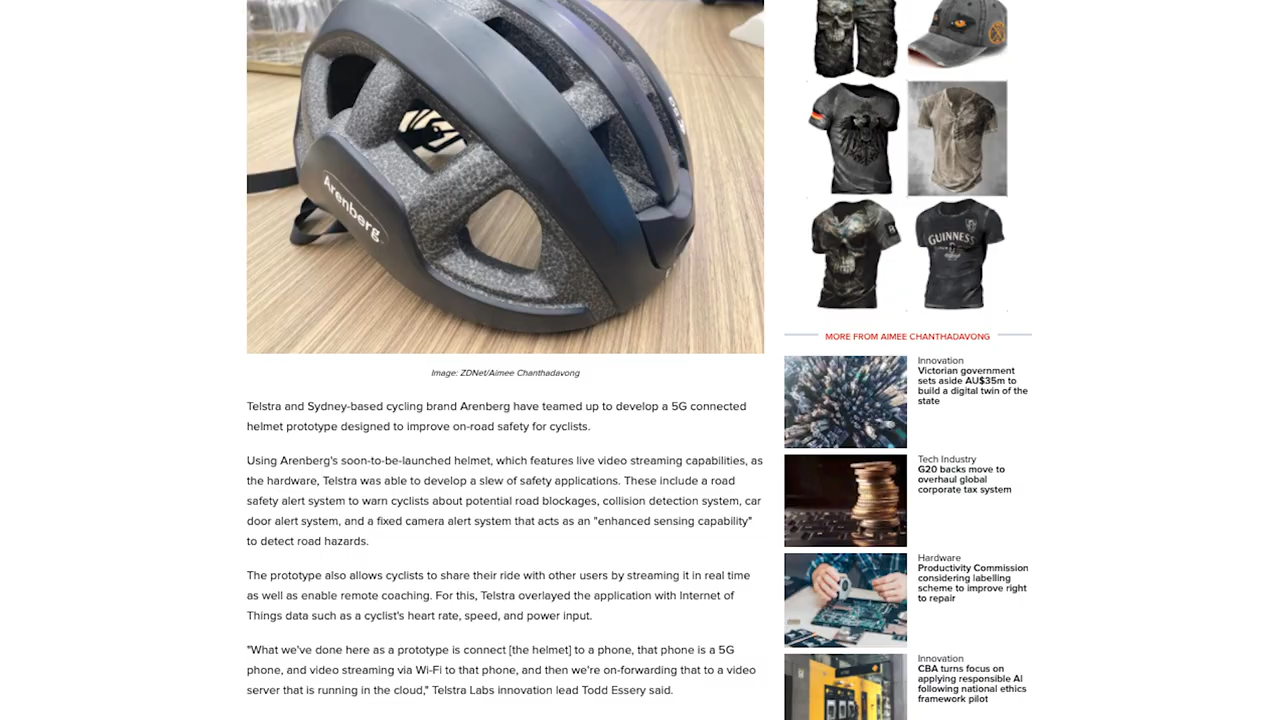 Arenberg
Image: ZDNet/Aimee Chanthadavong
Telstra and Sydney-based cycling brand Arenberg have teamed up to develop a 5G connected
helmet prototype designed to improve on-road safety for cyclists.
Using Arenberg's soon-to-be-launched helmet, which features live video streaming capabilities, as
the hardware, Telstra was able to develop a slew of safety applications. These include a road
safety alert system to warn cyclists about potential road blockages, collision detection system, car
door alert system, and a fixed camera alert system that acts as an "enhanced sensing capability"
to detect road hazards.
The prototype also allows cyclists to share their ride with other users by streaming it in real time
as well as enable remote coaching. For this, Telstra overlayed the application with Internet of
Things data such as a cyclist's heart rate, speed, and power input.
"What we've done here as a prototype is connect [the helmet] to a phone, that phone is a 5G
phone, and video streaming via Wi-Fi to that phone, and then we're on-forwarding that to a video
server that is running in the cloud," Telstra Labs innovation lead Todd Essery said.
GUINNESS
MORE FROM AIMEE CHANTHADAVONG
Innovation
Victorian government
sets aside AU$35m to
build a digital twin of the
state
Tech Industry
G20 backs move to
overhaul global
corporate tax system
Hardware
Productivity Commission
considering labelling
scheme to improve right
to repair
Innovation
CBA turns focus on
applying responsible AI
following national ethics
framework pilot